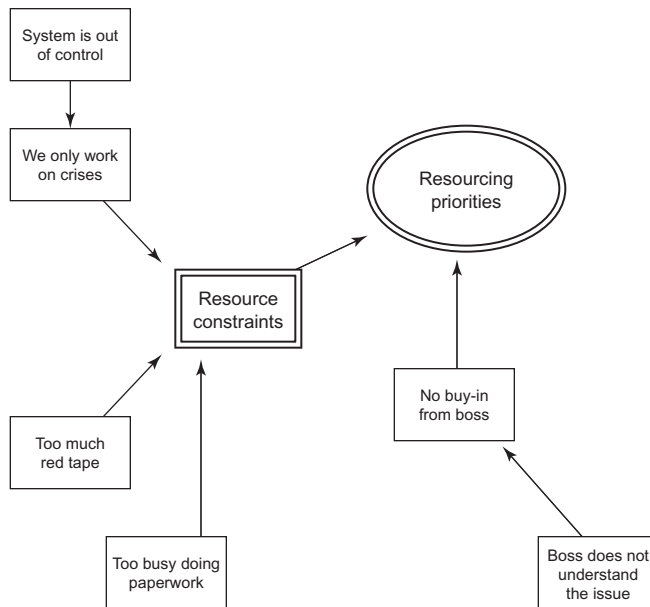 System is out
of control
We only work
on crises
Resourcing
priorities
Resource
constraints
No buy-in
from boss
Too much
red tape
Too busy doing
paperwork
Boss does not
understand
the issue